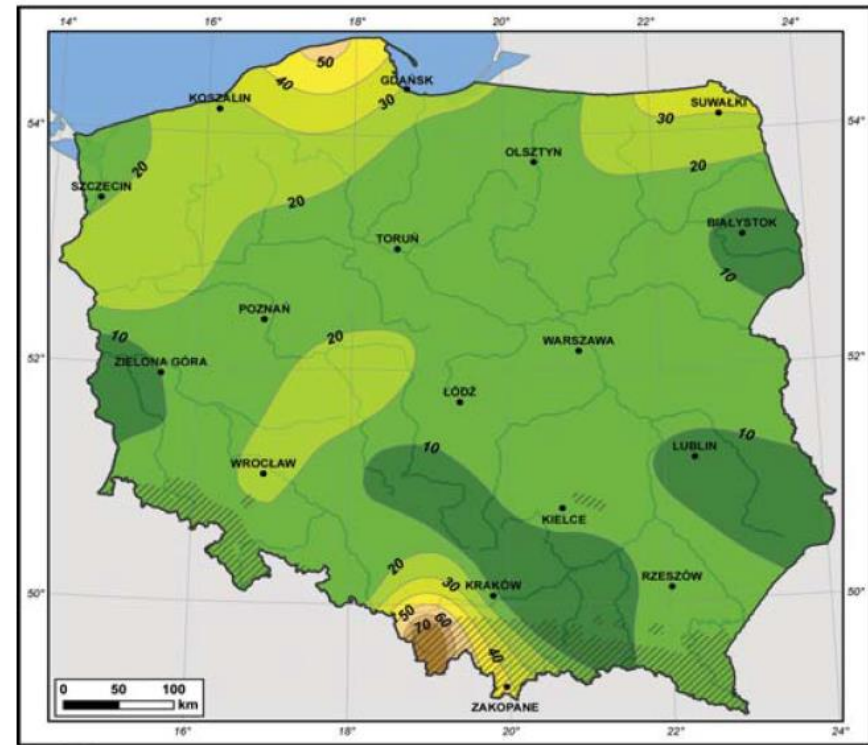 14° 16° 18° 20° 22° 24°
50
40
GDAŃSK
KOSZALIN
30
SUWAŁKI
30
54° 54°
20
OLSZTYN
20
SZCZECIN
20
BIAŁYSTOK
TORUŃ
10
POZNAŃ
10
20
WARSZAWA
52° 52°
ZIELONA GÓRA
ŁÓDŹ
10
10
LUBLIN
WROCŁAW
KIELCE
20
30
RZESZÓW
50° 50°
KRAKÓW
50
60
70
40
0 50 100
km
ZAKOPANE
16° 18° 20° 22° 24°